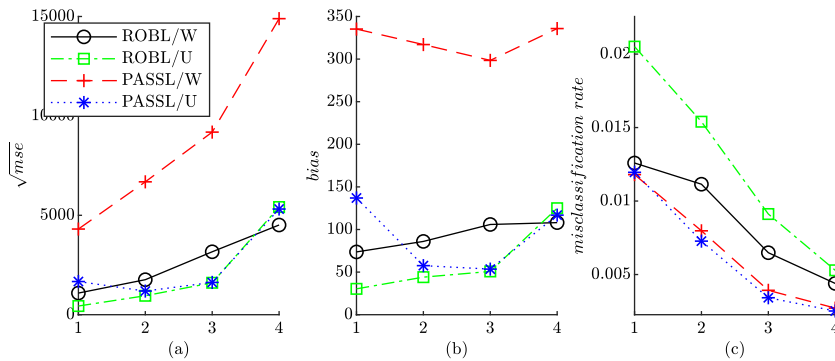 15000
10000
5000
0
√mse
ROBL/W
ROBL/U
PASSL/W
PASSL/U
1 2 3 4
(a)
350
300
250
200
150
100
50
0
bias
1 2 3 4
(b)
0.02
0.015
0.01
0.005
misclassification rate
1 2 3 4
(c)